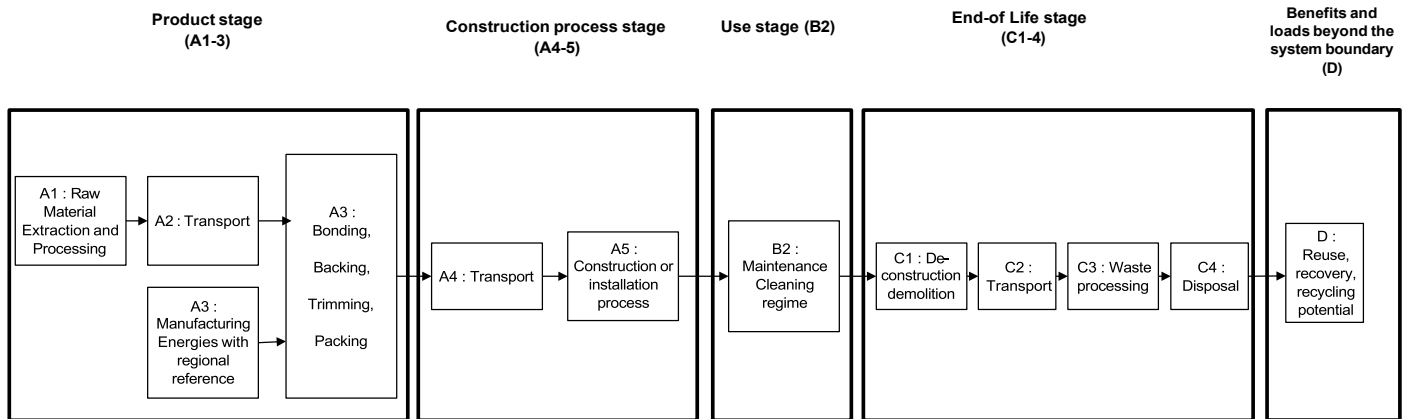 Product stage
(A1-3)
Construction process stage
(A4-5)
Use stage (B2)
End-of Life stage
(C1-4)
Benefits and
loads beyond the
system boundary
(D)
A1 : Raw
Material
Extraction and
Processing
A2 : Transport
A3 :
Manufacturing
Energies with
regional
reference
A3 :
Bonding,
Backing,
Trimming,
Packing
A4 : Transport
A5 :
Construction or
installation
process
B2 :
Maintenance
Cleaning
regime
C1 : De-
construction
demolition
C2 :
Transport
C3 : Waste
processing
C4 :
Disposal
D :
Reuse,
recovery,
recycling
potential